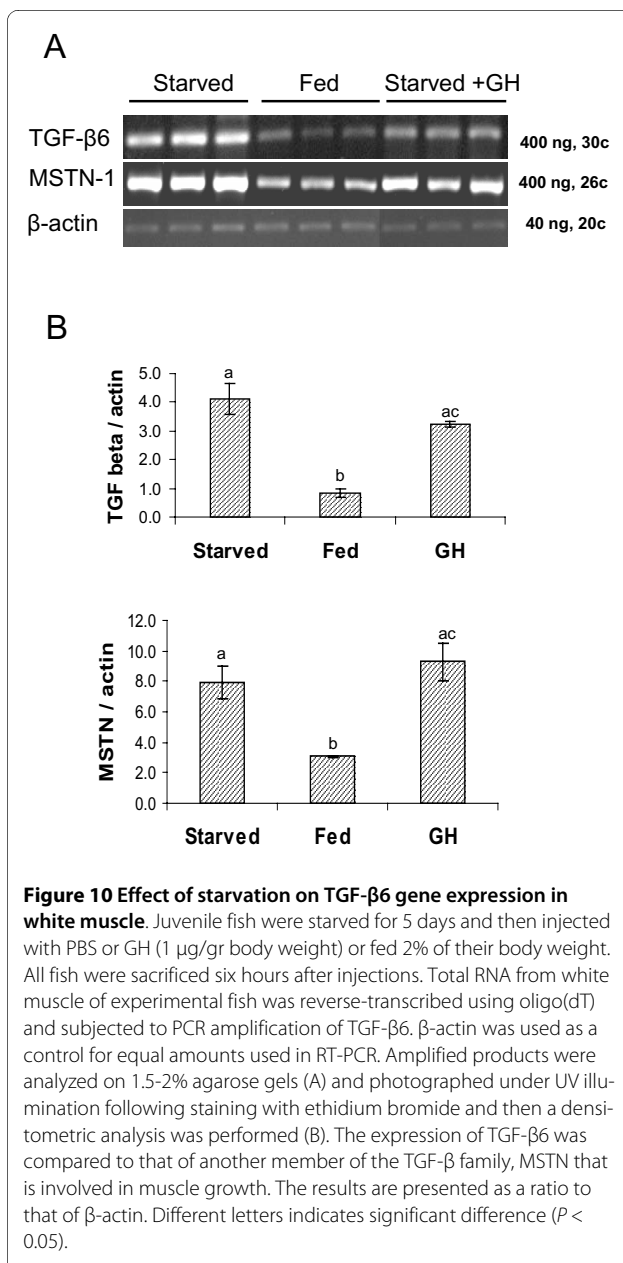 A
Starved Fed Starved +GH
TGF-β6 400 ng, 30c
MSTN-1 400 ng, 26c
β-actin 40 ng, 20c
B
TGF beta / actin
5.0
4.0
3.0
2.0
1.0
0.0
a
b
ac
Starved Fed GH
MSTN / actin
12.0
10.0
8.0
6.0
4.0
2.0
0.0
a
b
ac
Starved Fed GH
Figure 10 Effect of starvation on TGF-β6 gene expression in
white muscle. Juvenile fish were starved for 5 days and then injected
with PBS or GH (1 μg/gr body weight) or fed 2% of their body weight.
All fish were sacrificed six hours after injections. Total RNA from white
muscle of experimental fish was reverse-transcribed using oligo(dT)
and subjected to PCR amplification of TGF-β6. β-actin was used as a
control for equal amounts used in RT-PCR. Amplified products were
analyzed on 1.5-2% agarose gels (A) and photographed under UV illu-
mination following staining with ethidium bromide and then a densi-
tometric analysis was performed (B). The expression of TGF-β6 was
compared to that of another member of the TGF-β family, MSTN that
is involved in muscle growth. The results are presented as a ratio to
that of β-actin. Different letters indicates significant difference (P <
0.05).